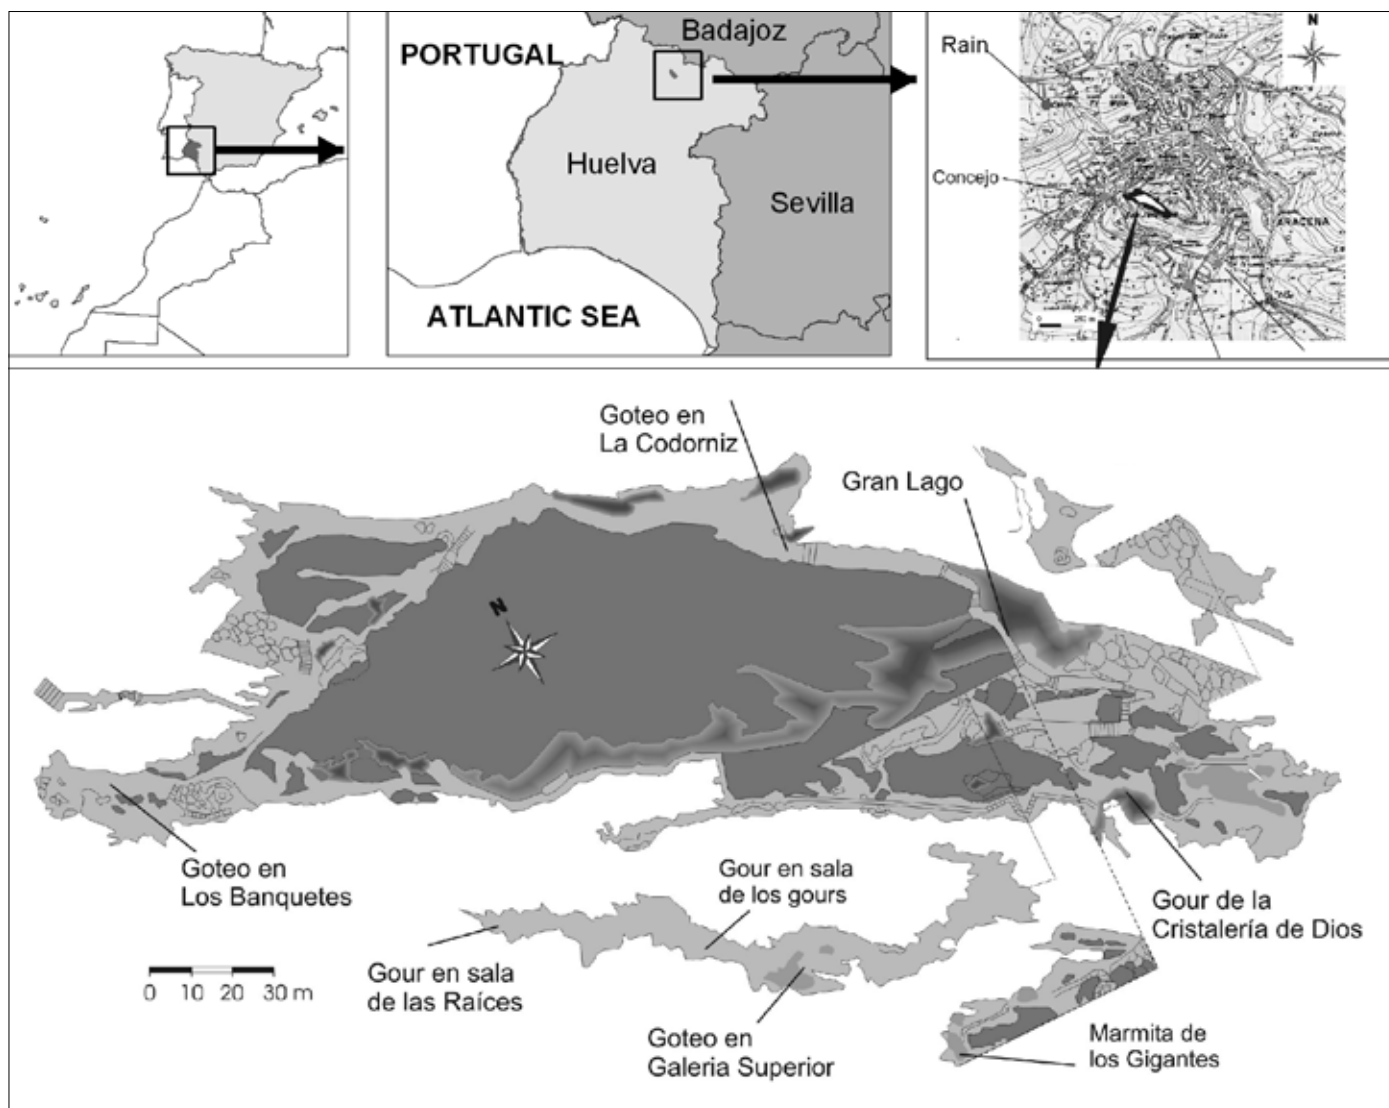 PORTUGAL
Badajoz
Huelva
Sevilla
ATLANTIC SEA
Rain
N
Concejo
ARACENA
0 250 m
Goteo en
La Codorniz
Gran Lago
N
Goteo en
Los Banquetes
Gour en sala
de los gours
Gour en sala
de las Raíces
Goteo en
Galeria Superior
Gour de la
Cristalería de Dios
Marmita de
los Gigantes
0 10 20 30 m